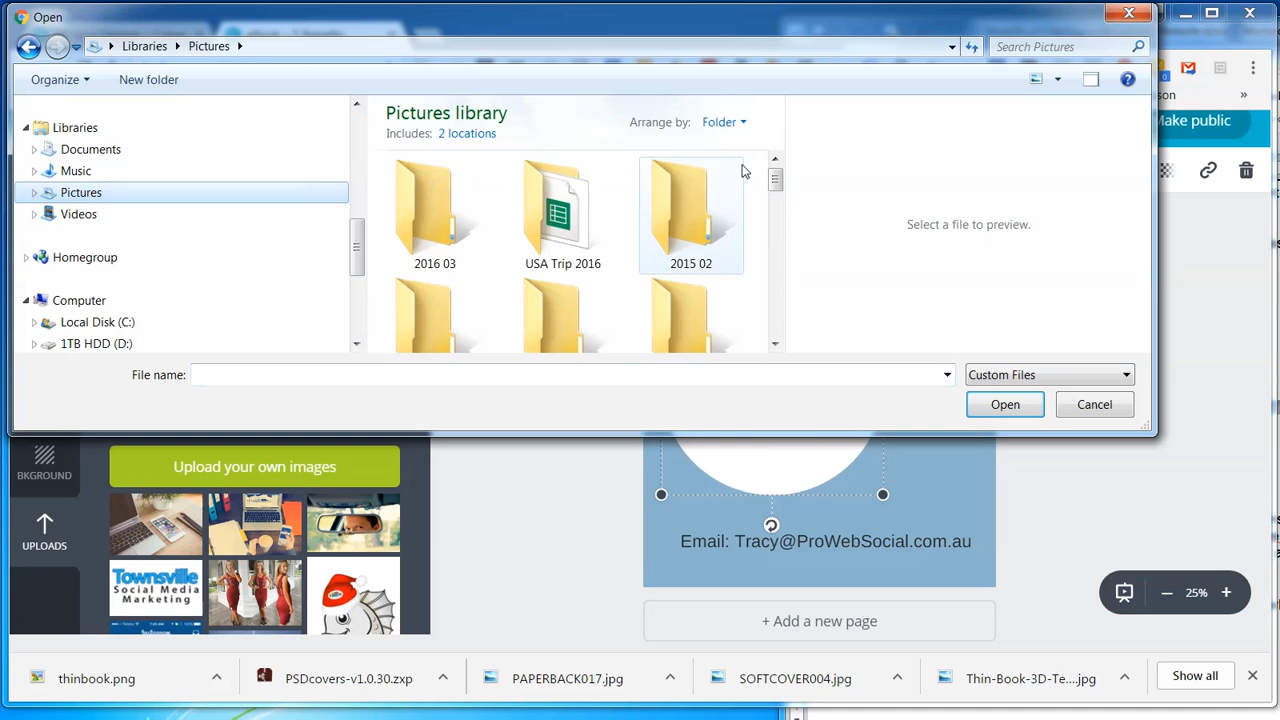 Open
Libraries Pictures
Search Pictures
Organize
New folder
Libraries
Documents
Music
Pictures
Videos
Homegroup
Computer
Local Disk (C:)
1TB HDD (D:)
Pictures library
Includes: 2 locations
Arrange by: Folder
2016 03
USA Trip 2016
2015 02
Select a file to preview.
File name:
Custom Files
Open
Cancel
son
Make public
BKGROUND
UPLOADS
Upload your own images
Townsville
Social Media
Marketing
Email: Tracy@ProWebSocial.com.au
+ Add a new page
25%
thinbook.png
PSDcovers-v1.0.30.zxp
PAPERBACK017.jpg
SOFTCOVER004.jpg
Thin-Book-3D-Te....jpg
Show all